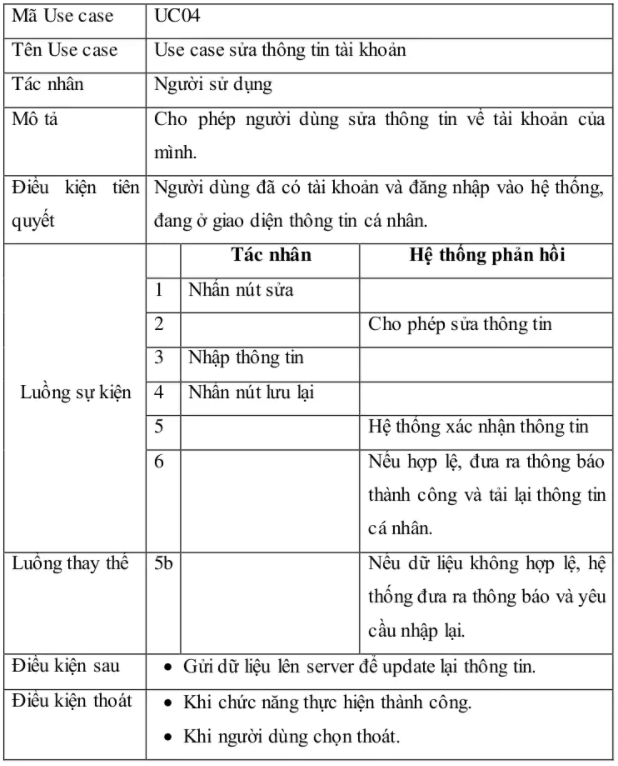 Mã Use case UC04
Tên Use case Use case sửa thông tin tài khoản
Tác nhân Người sử dụng
Mô tả Cho phép người dùng sửa thông tin về tài khoản của
mình.
Điều kiện tiên Người dùng đã có tài khoản và đăng nhập vào hệ thống,
quyết đang ở giao diện thông tin cá nhân.
Tác nhân Hệ thống phản hồi
1 Nhấn nút sửa
2 Cho phép sửa thông tin
3 Nhập thông tin
Luồng sự kiện 4 Nhấn nút lưu lại
5 Hệ thống xác nhận thông tin
6 Nếu hợp lệ, đưa ra thông báo
thành công và tải lại thông tin
cá nhân.
Luồng thay thế 5b Nếu dữ liệu không hợp lệ, hệ
thống đưa ra thông báo và yêu
cầu nhập lại.
Điều kiện sau • Gửi dữ liệu lên server để update lại thông tin.
Điều kiện thoát • Khi chức năng thực hiện thành công.
• Khi người dùng chọn thoát.